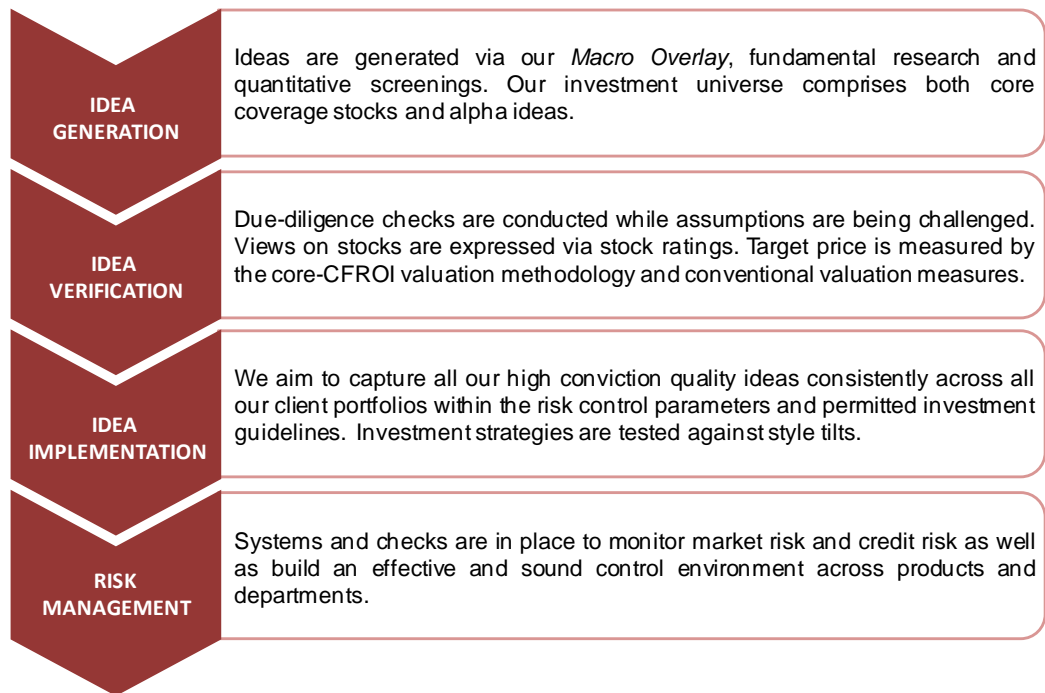 IDEA
GENERATION
Ideas are generated via our Macro Overlay, fundamental research and
quantitative screenings. Our investment universe comprises both core
coverage stocks and alpha ideas.
IDEA
VERIFICATION
Due-diligence checks are conducted while assumptions are being challenged.
Views on stocks are expressed via stock ratings. Target price is measured by
the core-CFROI valuation methodology and conventional valuation measures.
IDEA
IMPLEMENTATION
We aim to capture all our high conviction quality ideas consistently across all
our client portfolios within the risk control parameters and permitted investment
guidelines. Investment strategies are tested against style tilts.
RISK
MANAGEMENT
Systems and checks are in place to monitor market risk and credit risk as well
as build an effective and sound control environment across products and
departments.